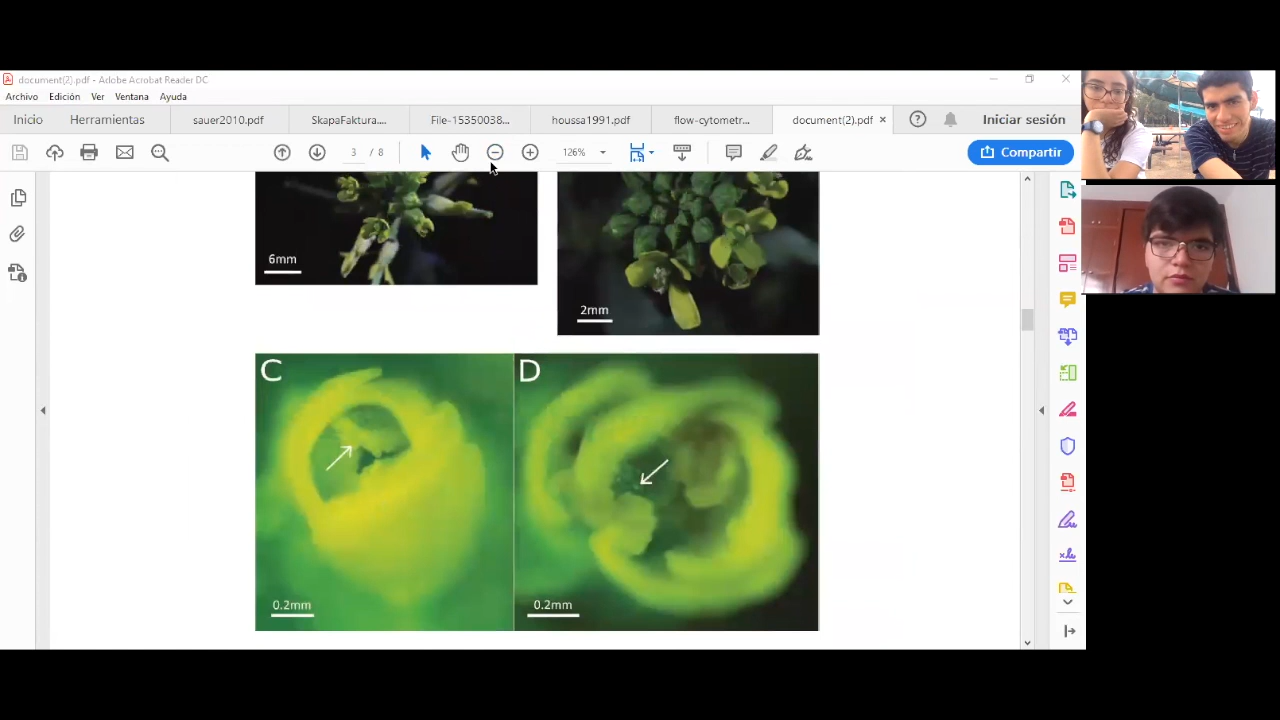 document(2).pdf - Adobe Acrobat Reader DC
Archivo Edición Ver Ventana Ayuda
Inicio Herramientas sauer2010.pdf SkapaFaktura.... File-15350038... hpussa1991.pdf flow-cytometr... document(2).pdf Iniciar sesión
3 / 8 126% Compartir
6mm
2mm
C D
0.2mm 0.2mm